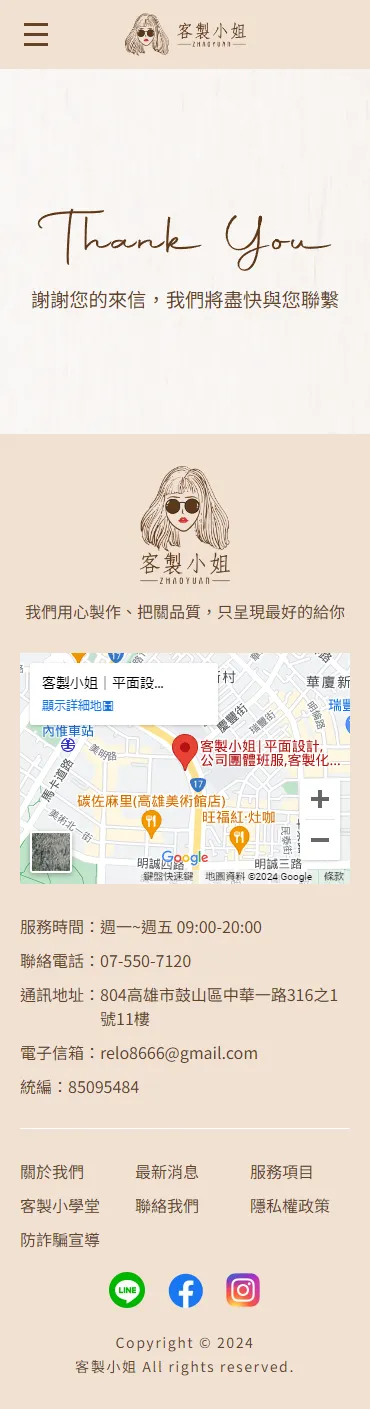 客製小姐
ZHAOYUAN
Thank You
謝謝您的來信，我們將盡快與您聯繫
客製小姐
ZHAOYUAN
我們用心製作、把關品質，只呈現最好的給你
客製小姐｜平面設...
顯示詳細地圖
17
村
華廈新
慶豐街
瑞豐街
明倫路
瑞豐
內惟車站
美明路
馬卡道路
客製小姐|平面設計,
公司團體班服,客製化...
17
碳佐麻里(高雄美術館店)
旺福紅·灶咖
美術北一街
民泰街
明誠四路
Google
明誠三路
鍵盤快速鍵
地圖資料 ©2024 Google
條款
服務時間：週一~週五 09:00-20:00
聯絡電話：07-550-7120
通訊地址：804高雄市鼓山區中華一路316之1
號11樓
電子信箱：relo8666@gmail.com
統編：85095484
關於我們 最新消息 服務項目
客製小學堂 聯絡我們 隱私權政策
防詐騙宣導
LINE
Copyright © 2024
客製小姐 All rights reserved.